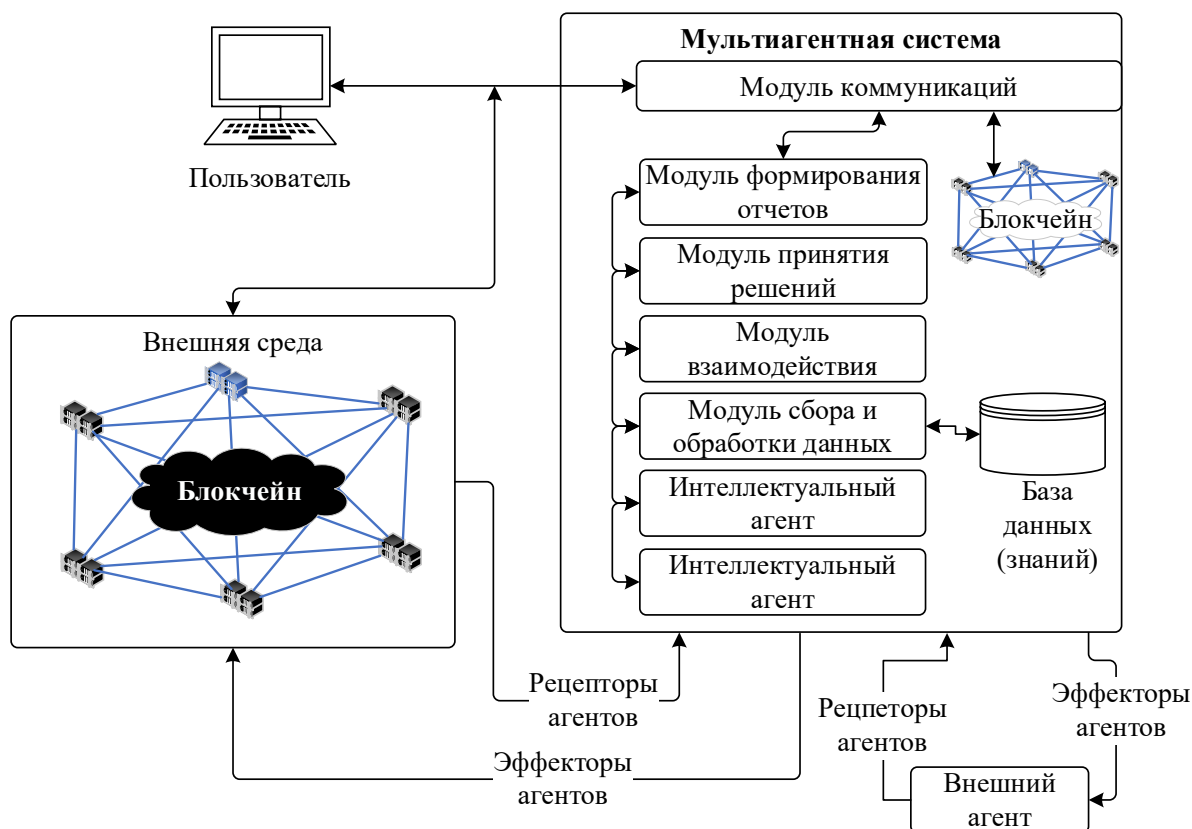 Мультиагентная система
Модуль коммуникаций
Пользователь
Модуль формирования
отчетов
Блокчейн
Модуль принятия
решений
Внешняя среда
Модуль
взаимодействия
Блокчейн
Модуль сбора и
обработки данных
База
данных
(знаний)
Интеллектуальный
агент
Интеллектуальный
агент
Рецепторы
агентов
Эффекторы
агентов
Рецпеторы
агентов
Эффекторы
агентов
Внешний
агент